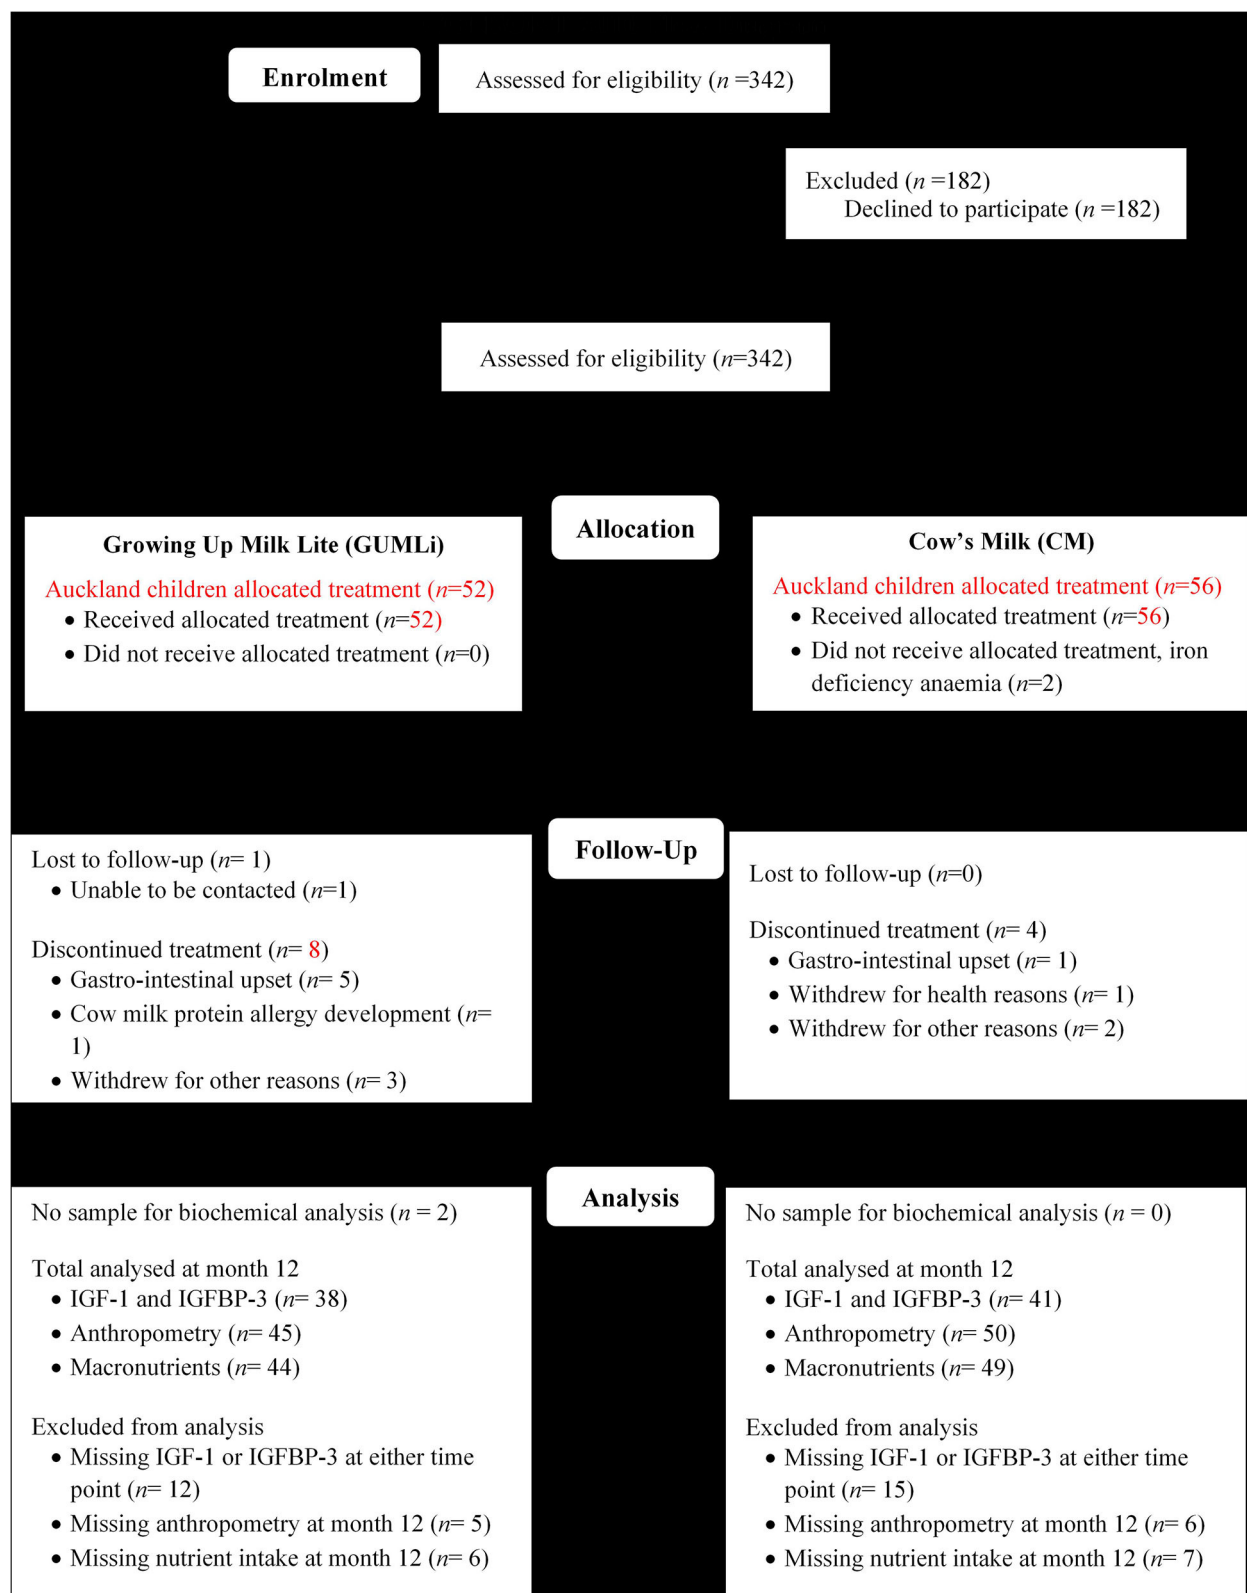 Enrolment
Assessed for eligibility (n =342)
Excluded (n =182)
Declined to participate (n =182)
Assessed for eligibility (n=342)
Allocation
Growing Up Milk Lite (GUMLi)
Auckland children allocated treatment (n=52)
• Received allocated treatment (n=52)
• Did not receive allocated treatment (n=0)
Cow’s Milk (CM)
Auckland children allocated treatment (n=56)
• Received allocated treatment (n=56)
• Did not receive allocated treatment, iron
deficiency anaemia (n=2)
Follow-Up
Lost to follow-up (n= 1)
• Unable to be contacted (n=1)
Discontinued treatment (n= 8)
• Gastro-intestinal upset (n= 5)
• Cow milk protein allergy development (n=
1)
• Withdrew for other reasons (n= 3)
Lost to follow-up (n=0)
Discontinued treatment (n= 4)
• Gastro-intestinal upset (n= 1)
• Withdrew for health reasons (n= 1)
• Withdrew for other reasons (n= 2)
Analysis
No sample for biochemical analysis (n = 2)
Total analysed at month 12
• IGF-1 and IGFBP-3 (n= 38)
• Anthropometry (n= 45)
• Macronutrients (n= 44)
Excluded from analysis
• Missing IGF-1 or IGFBP-3 at either time
point (n= 12)
• Missing anthropometry at month 12 (n= 5)
• Missing nutrient intake at month 12 (n= 6)
No sample for biochemical analysis (n = 0)
Total analysed at month 12
• IGF-1 and IGFBP-3 (n= 41)
• Anthropometry (n= 50)
• Macronutrients (n= 49)
Excluded from analysis
• Missing IGF-1 or IGFBP-3 at either time
point (n= 15)
• Missing anthropometry at month 12 (n= 6)
• Missing nutrient intake at month 12 (n= 7)